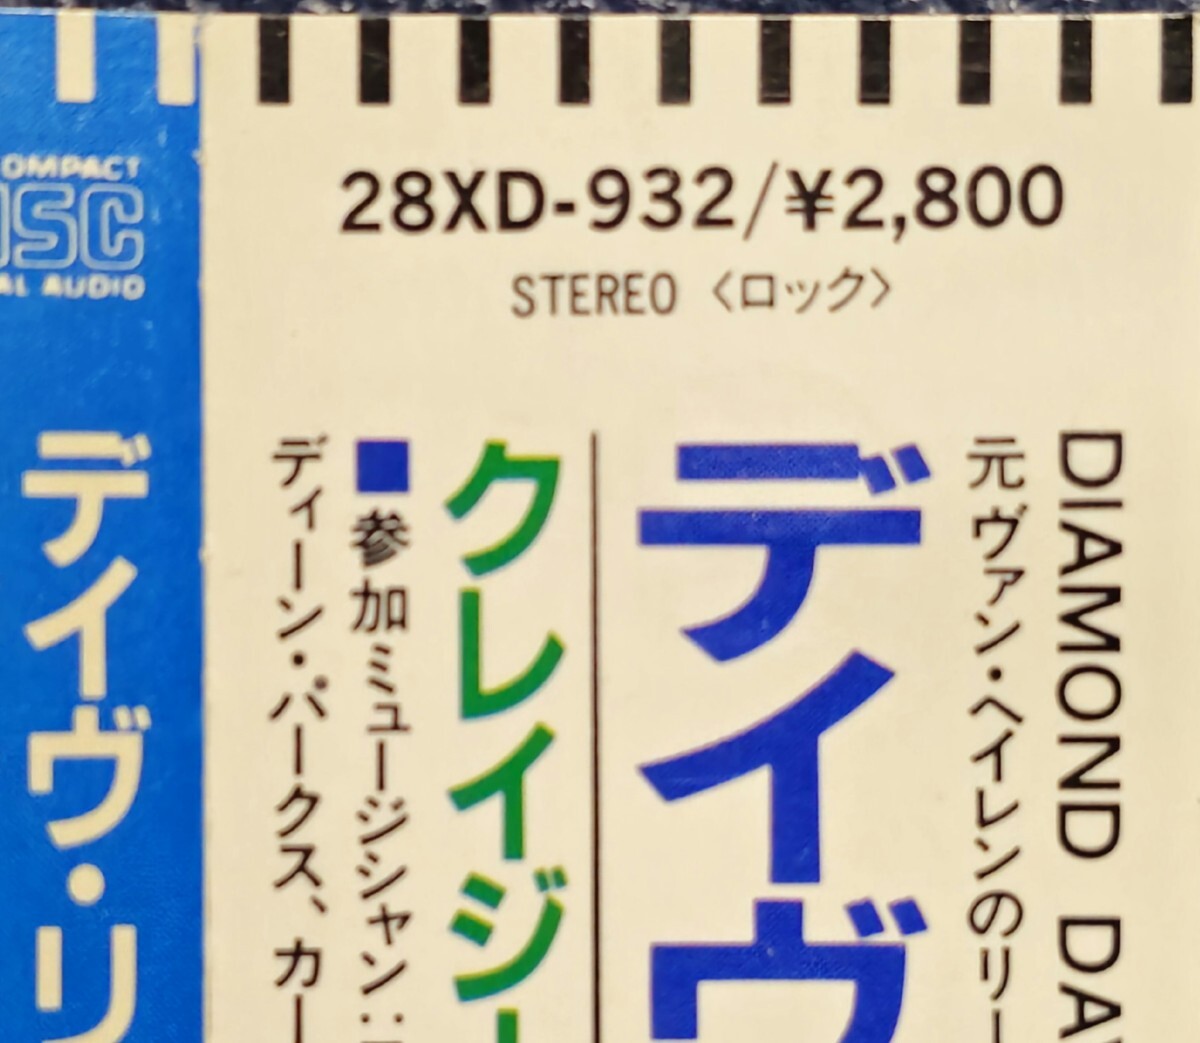 OMPACT
DISC
AL AUDIO
28XD-932/¥2,800
STEREO〈ロック〉
DIAMOND DA
元ヴァン・ヘイレンのリー
デイヴ
クレイジー
■参加ミュージシャン:
ディーン・パークス、カー
デイヴ・リ